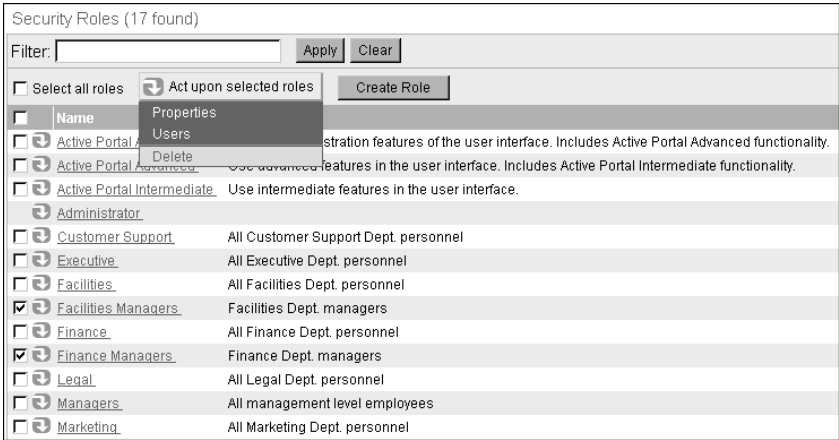 Security Roles (17 found)
Filter: Apply Clear
Select all roles Act upon selected roles Create Role
Name
Properties
Users
Delete
Active Portal stration features of the user interface. Includes Active Portal Advanced functionality.
Active Portal Advanced Use advanced features in the user interface. Includes Active Portal Intermediate functionality.
Active Portal Intermediate Use intermediate features in the user interface.
Administrator
Customer Support All Customer Support Dept. personnel
Executive All Executive Dept. personnel
Facilities All Facilities Dept. personnel
Facilities Managers Facilities Dept. managers
Finance All Finance Dept. personnel
Finance Managers Finance Dept. managers
Legal All Legal Dept. personnel
Managers All management level employees
Marketing All Marketing Dept. personnel